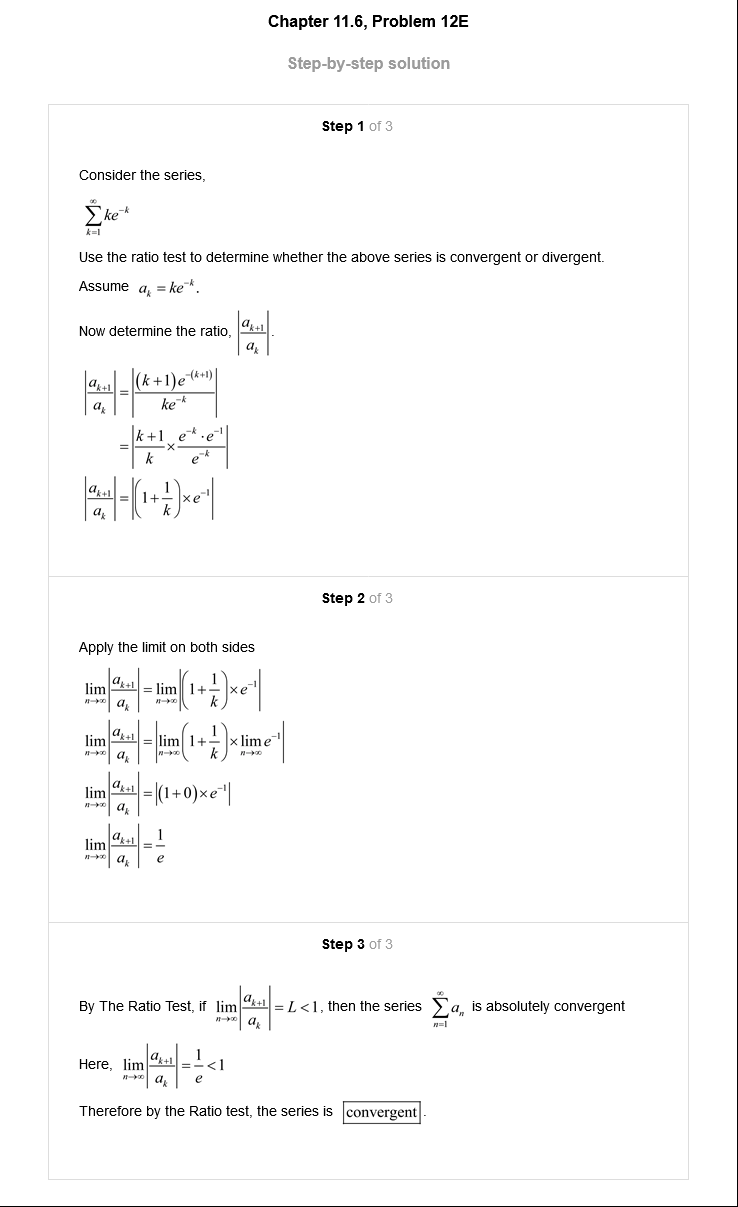 Chapter 11.6, Problem 12E
Step-by-step solution
Step 1 of 3
Consider the series,
$\sum_{k=1}^{\infty} ke^{-k}$
Use the ratio test to determine whether the above series is convergent or divergent.
Assume $a_k = ke^{-k}$.
Now determine the ratio, $\left|\frac{a_{k+1}}{a_k}\right|$.
$\left|\frac{a_{k+1}}{a_k}\right| = \left|\frac{(k+1)e^{-(k+1)}}{ke^{-k}}\right|$
$= \left|\frac{k+1}{k} \times \frac{e^{-k} \cdot e^{-1}}{e^{-k}}\right|$
$\left|\frac{a_{k+1}}{a_k}\right| = \left|\left(1+\frac{1}{k}\right) \times e^{-1}\right|$
Step 2 of 3
Apply the limit on both sides
$\lim_{n\to\infty}\left|\frac{a_{k+1}}{a_k}\right| = \lim_{n\to\infty}\left|\left(1+\frac{1}{k}\right) \times e^{-1}\right|$
$\lim_{n\to\infty}\left|\frac{a_{k+1}}{a_k}\right| = \left|\lim_{n\to\infty}\left(1+\frac{1}{k}\right) \times \lim_{n\to\infty} e^{-1}\right|$
$\lim_{n\to\infty}\left|\frac{a_{k+1}}{a_k}\right| = \left|(1+0) \times e^{-1}\right|$
$\lim_{n\to\infty}\left|\frac{a_{k+1}}{a_k}\right| = \frac{1}{e}$
Step 3 of 3
By The Ratio Test, if $\lim_{n\to\infty}\left|\frac{a_{k+1}}{a_k}\right| = L < 1$, then the series $\sum_{n=1}^{\infty} a_n$ is absolutely convergent
Here, $\lim_{n\to\infty}\left|\frac{a_{k+1}}{a_k}\right| = \frac{1}{e} < 1$
Therefore by the Ratio test, the series is convergent.